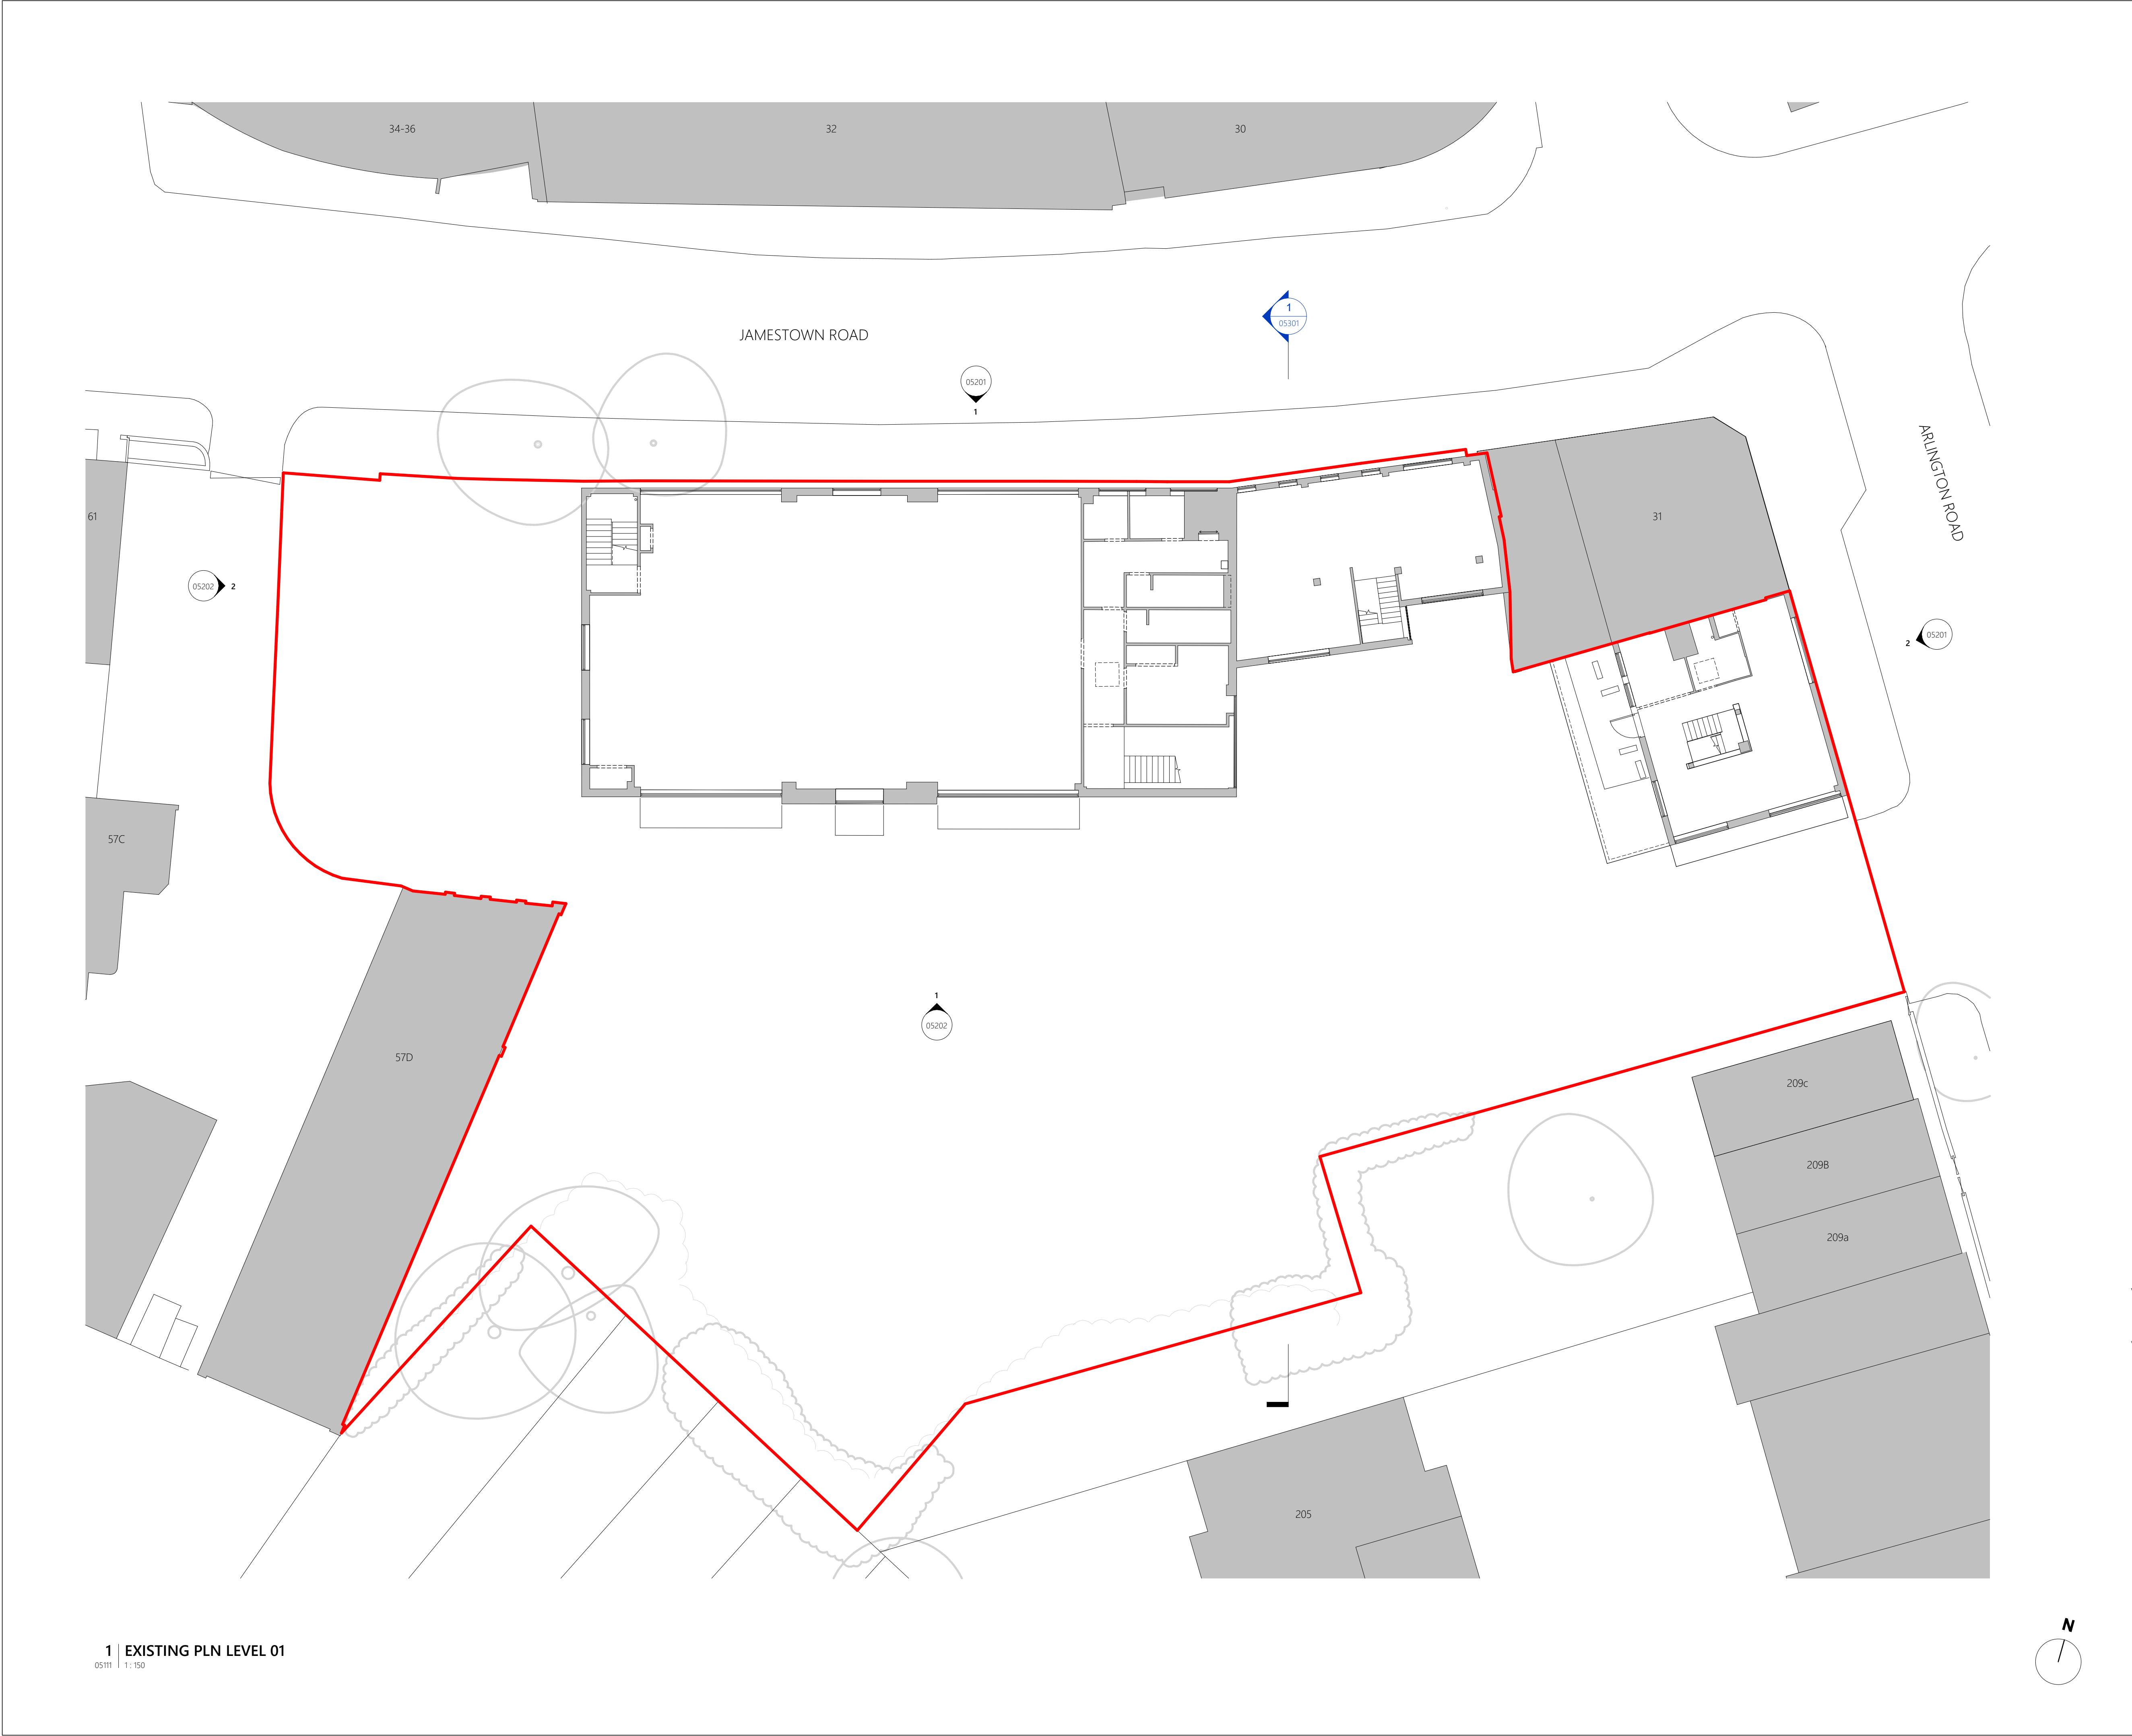 34-36
32
30
1
05301
JAMESTOWN ROAD
05201
1
ARLINGTON ROAD
61
31
05202
2
2
05201
57C
1
05202
57D
209c
209B
209a
205
N
1 EXISTING PLN LEVEL 01
05111 1 : 150